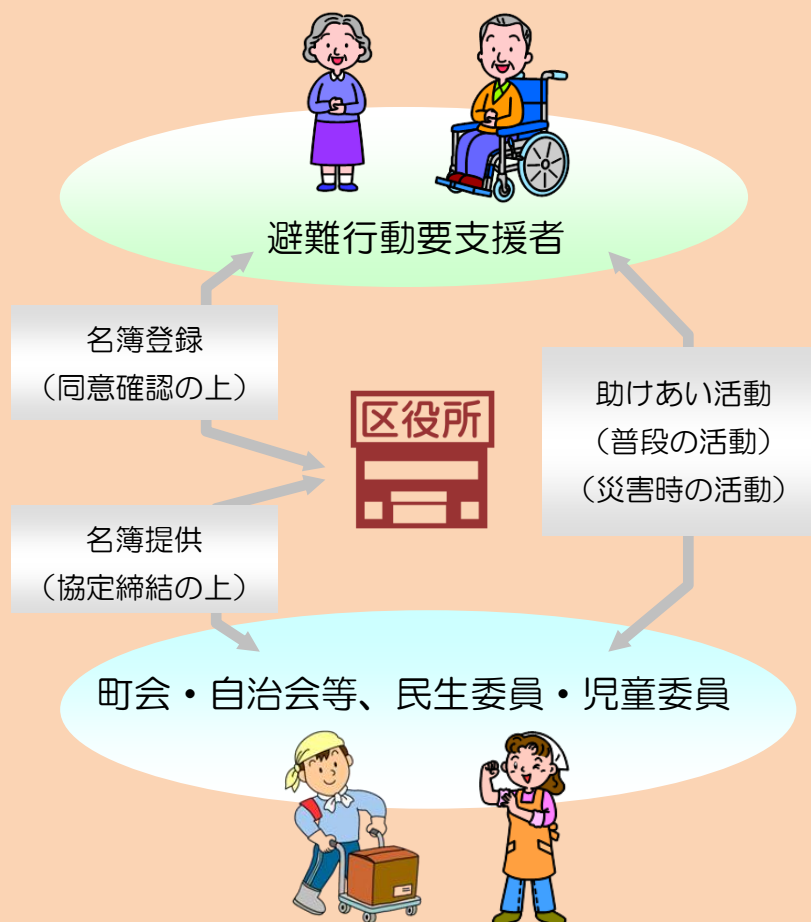 避難行動要支援者
名簿登録
（同意確認の上）
区役所
助けあい活動
（普段の活動）
（災害時の活動）
名簿提供
（協定締結の上）
町会・自治会等、民生委員・児童委員